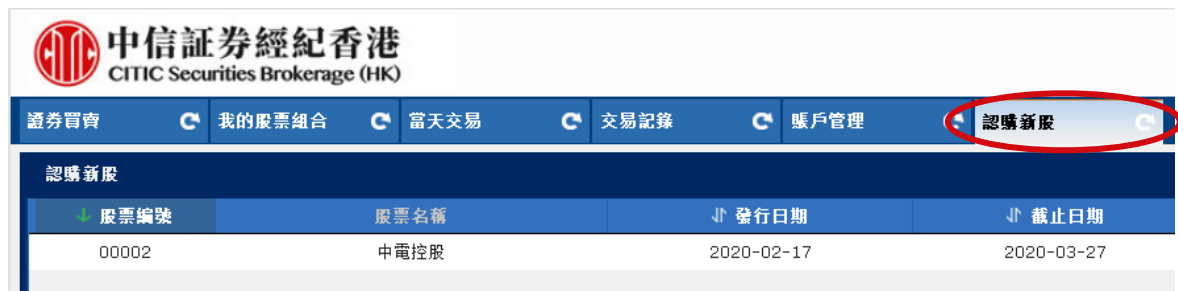 中信証券經紀香港
CITIC Securities Brokerage (HK)
證券買賣 我的股票組合 當天交易 交易記錄 賬戶管理 認購新股
認購新股
股票編號 股票名稱 發行日期 截止日期
00002 中電控股 2020-02-17 2020-03-27